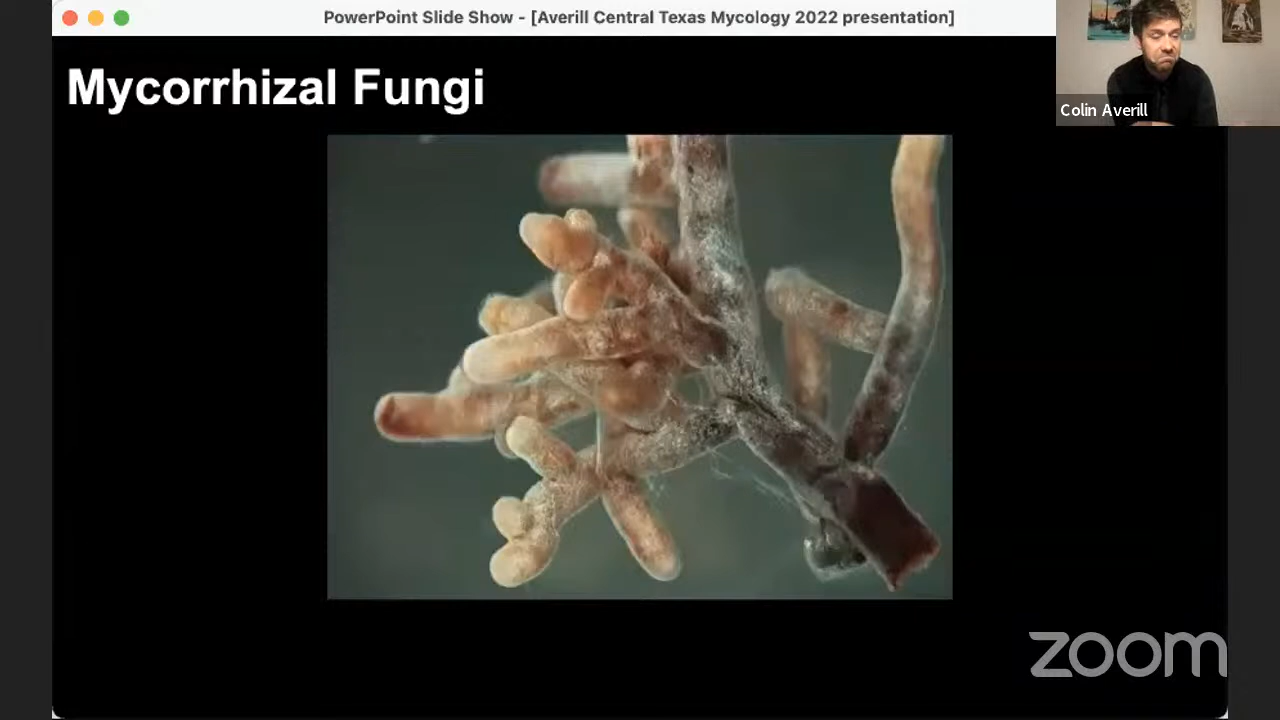 PowerPoint Slide Show - [Averill Central Texas Mycology 2022 presentation]
Mycorrhizal Fungi
Colin Averill
zoom